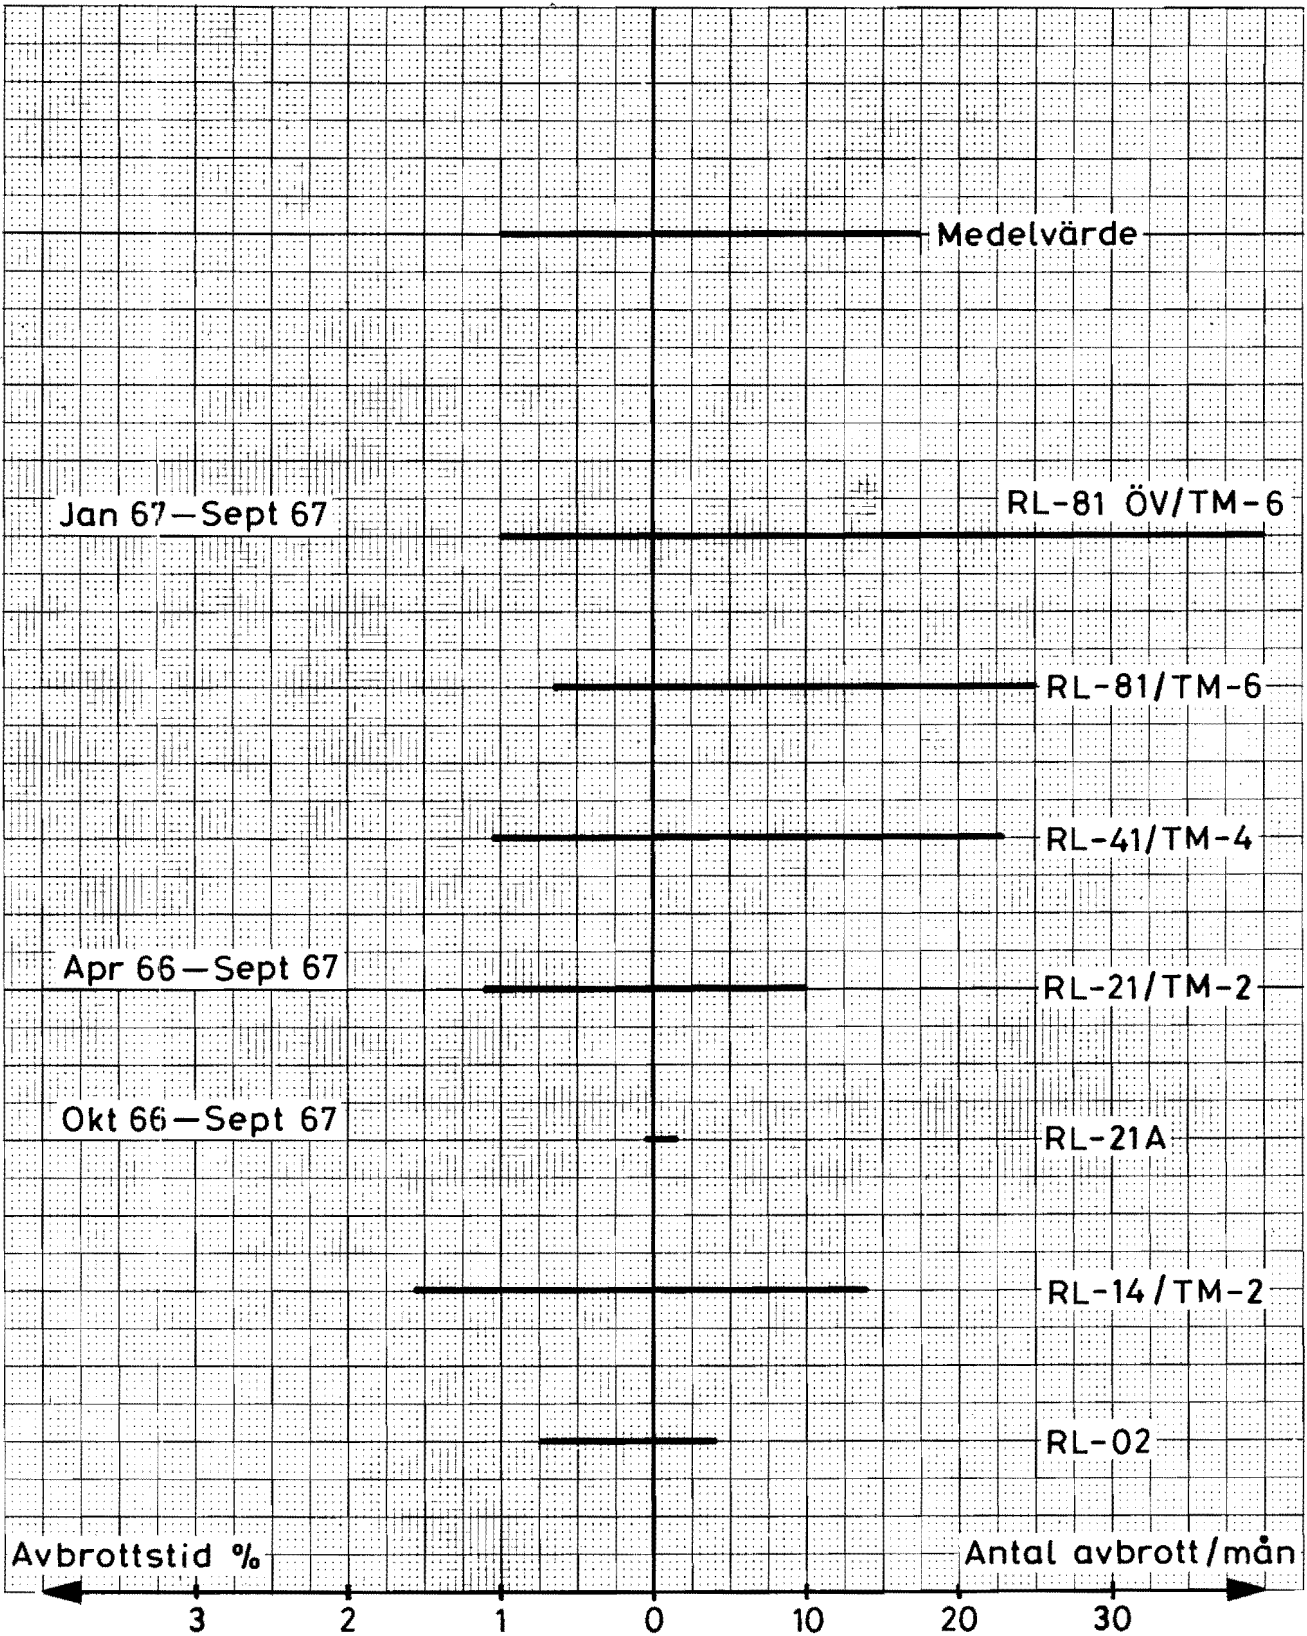 Medelvärde
RL-81 ÖV/TM-6
Jan 67–Sept 67
RL-81/TM-6
RL-41/TM-4
Apr 66–Sept 67
RL-21/TM-2
Okt 66–Sept 67
RL-21A
RL-14/TM-2
RL-02
Avbrottstid % Antal avbrott/mån
3 2 1 0 10 20 30